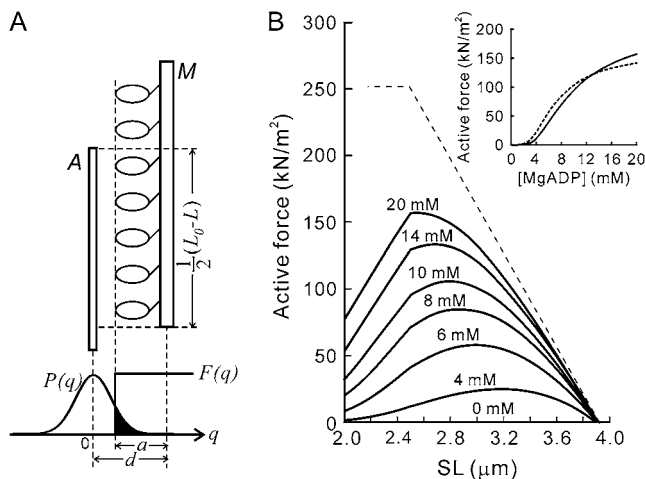 A
M
A
½(L₀-L)
P(q)
F(q)
0
q
a
d
B
Active force (kN/m²)
300
250
200
150
100
50
0
20 mM
14 mM
10 mM
8 mM
6 mM
4 mM
0 mM
2.0
2.4
2.8
3.2
3.6
4.0
SL (μm)
Active force (kN/m²)
200
150
100
50
0
0
4
8
12
16
20
[MgADP] (mM)